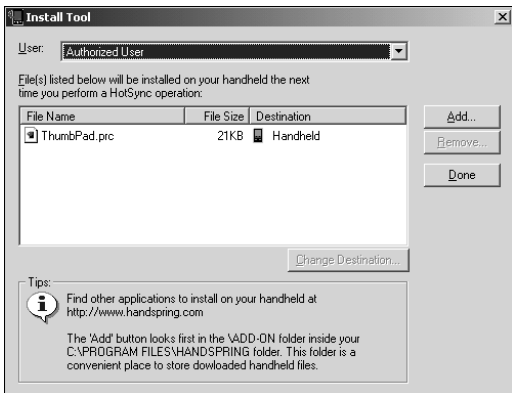 Install Tool
User: Authorized User
File(s) listed below will be installed on your handheld the next
time you perform a HotSync operation:
File Name File Size Destination
ThumbPad.prc 21KB Handheld
Add...
Remove...
Done
Change Destination...
Tips:
Find other applications to install on your handheld at
http://www.handspring.com
The 'Add' button looks first in the \ADD-ON folder inside your
C:\PROGRAM FILES\HANDSPRING folder. This folder is a
convenient place to store dowloaded handheld files.